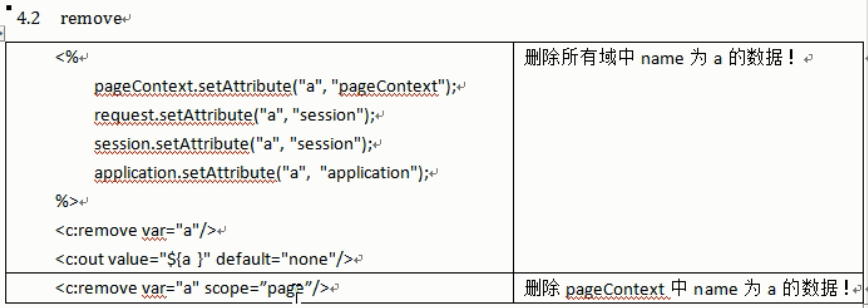 4.2 remove
<%
pageContext.setAttribute("a", "pageContext");
request.setAttribute("a", "session");
session.setAttribute("a", "session");
application.setAttribute("a", "application");
%>
<c:remove var="a"/>
<c:out value="${a }" default="none"/>
删除所有域中 name 为 a 的数据！
<c:remove var="a" scope=”page”/>
删除 pageContext 中 name 为 a 的数据！